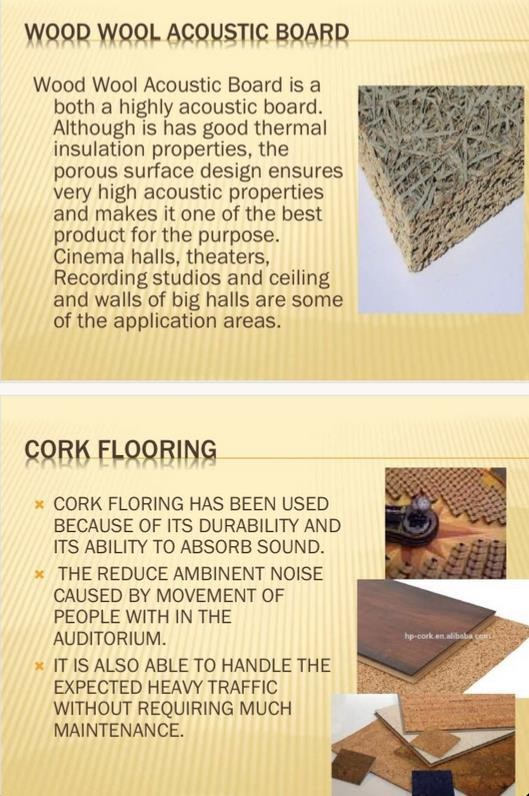 WOOD WOOL ACOUSTIC BOARD
Wood Wool Acoustic Board is a
both a highly acoustic board.
Although is has good thermal
insulation properties, the
porous surface design ensures
very high acoustic properties
and makes it one of the best
product for the purpose.
Cinema halls, theaters,
Recording studios and ceiling
and walls of big halls are some
of the application areas.
CORK FLOORING
CORK FLORING HAS BEEN USED
BECAUSE OF ITS DURABILITY AND
ITS ABILITY TO ABSORB SOUND.
THE REDUCE AMBINENT NOISE
CAUSED BY MOVEMENT OF
PEOPLE WITH IN THE
AUDITORIUM.
IT IS ALSO ABLE TO HANDLE THE
EXPECTED HEAVY TRAFFIC
WITHOUT REQUIRING MUCH
MAINTENANCE.
hp-cork.en.alibaba.com